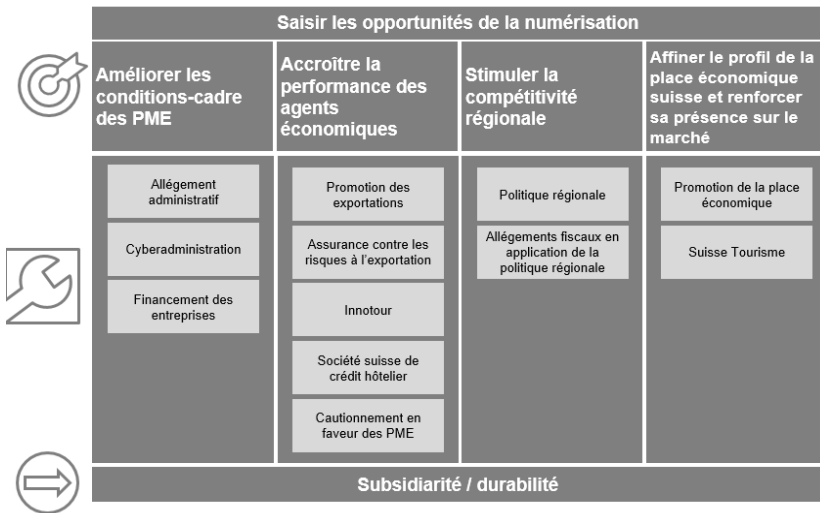 Saisir les opportunités de la numérisation
Améliorer les
conditions-cadre
des PME
Accroître la
performance des
agents
économiques
Stimuler la
compétitivité
régionale
Affiner le profil de la
place économique
suisse et renforcer
sa présence sur le
marché
Allégement
administratif
Cyberadministration
Financement des
entreprises
Promotion des
exportations
Assurance contre les
risques à l'exportation
Innotour
Société suisse de
crédit hôtelier
Cautionnement en
faveur des PME
Politique régionale
Allégements fiscaux en
application de la
politique régionale
Promotion de la place
économique
Suisse Tourisme
Subsidiarité / durabilité